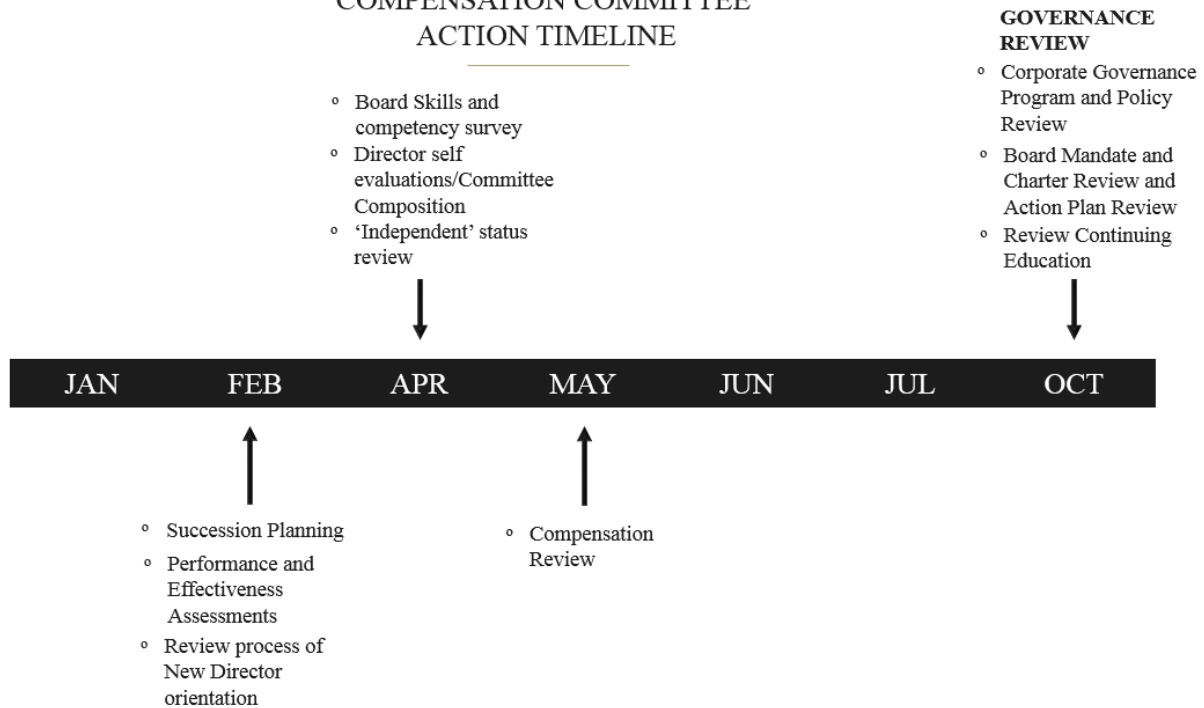 COMPENSATION COMMITTEE
ACTION TIMELINE
GOVERNANCE
REVIEW
° Corporate Governance
Program and Policy
Review
° Board Mandate and
Charter Review and
Action Plan Review
° Review Continuing
Education
° Board Skills and
competency survey
° Director self
evaluations/Committee
Composition
° ‘Independent’ status
review
JAN FEB APR MAY JUN JUL OCT
° Succession Planning
° Performance and
Effectiveness
Assessments
° Review process of
New Director
orientation
° Compensation
Review